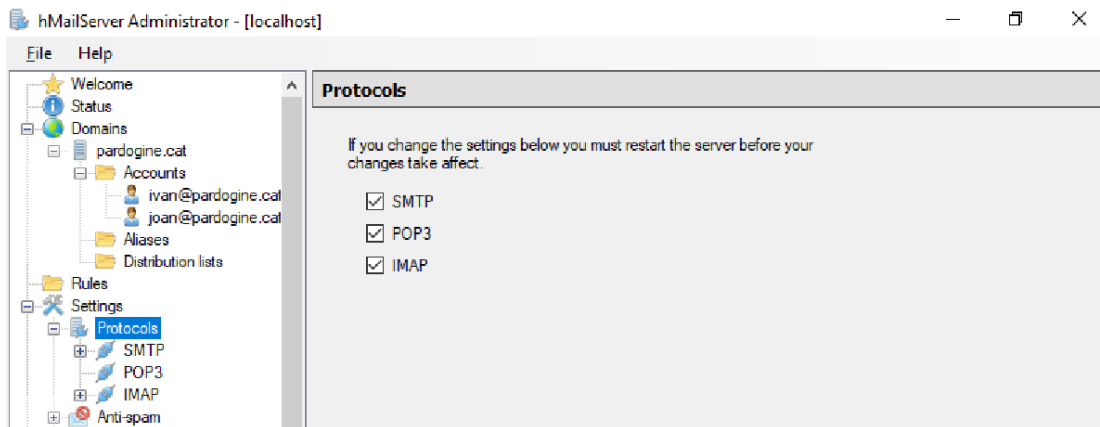 hMailServer Administrator - [localhost]
File Help
Welcome
Status
Domains
pardogine.cat
Accounts
ivan@pardogine.cat
joan@pardogine.cat
Aliases
Distribution lists
Rules
Settings
Protocols
SMTP
POP3
IMAP
Anti-spam
Protocols
If you change the settings below you must restart the server before your
changes take affect.
SMTP
POP3
IMAP